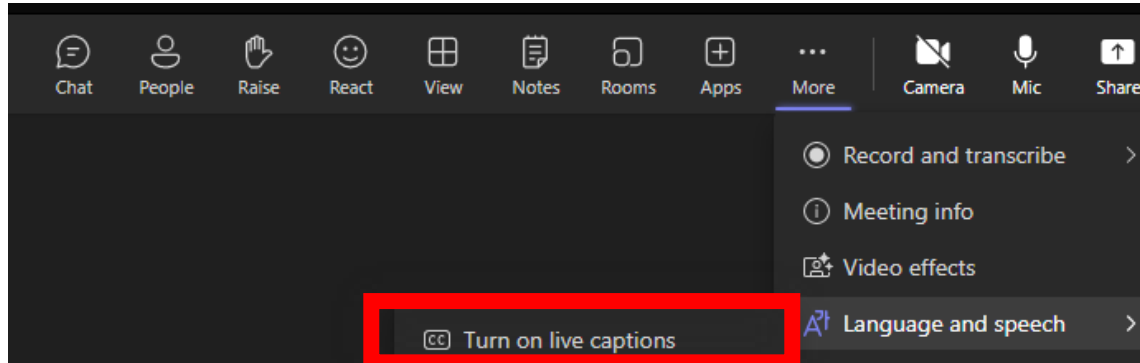 Chat People Raise React View Notes Rooms Apps More Camera Mic Share
Record and transcribe
Meeting info
Video effects
Language and speech
CC Turn on live captions